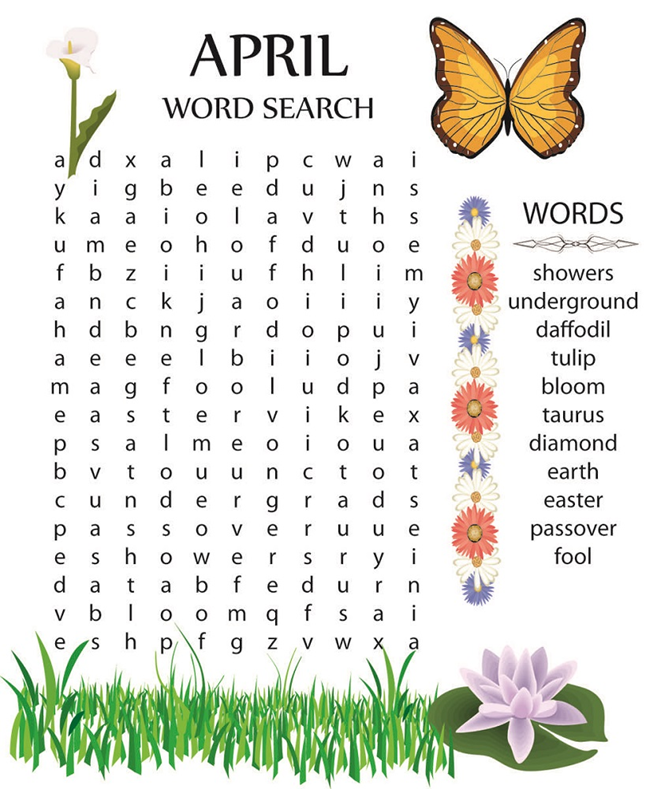 APRIL
WORD SEARCH
a d x a l i p c w a i
y i g b e e d u j n s
k a a i o l a v t h s
u m e o h o f d u o e
f b z i i u f h l i m
a n c k j a o i i i y
h d b n g r d o p u i
a e e e l b i i o j v
m a g f o o l u d p a
e a s t e r v i k e x
p s a l m e o i o u a
b v t o u u n c t o t
c u n d e r g r a d s
p a s s o v e r u u e
e s h o w e r s r y i
d a t a b f e d u r n
v b l o o m q f s a i
e s h p f g z v w x a
WORDS
showers
underground
daffodil
tulip
bloom
taurus
diamond
earth
easter
passover
fool